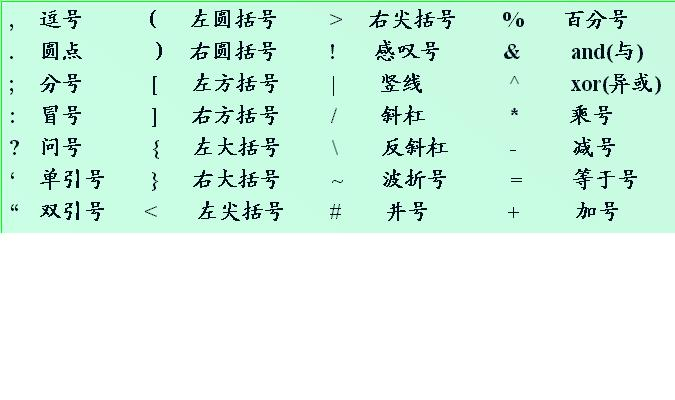 , 逗号 ( 左圆括号 > 右尖括号 % 百分号
. 圆点 ) 右圆括号 ! 感叹号 & and(与)
; 分号 [ 左方括号 | 竖线 ^ xor(异或)
: 冒号 ] 右方括号 / 斜杠 * 乘号
? 问号 { 左大括号 \ 反斜杠 - 减号
‘ 单引号 } 右大括号 ~ 波折号 = 等于号
“ 双引号 < 左尖括号 # 井号 + 加号